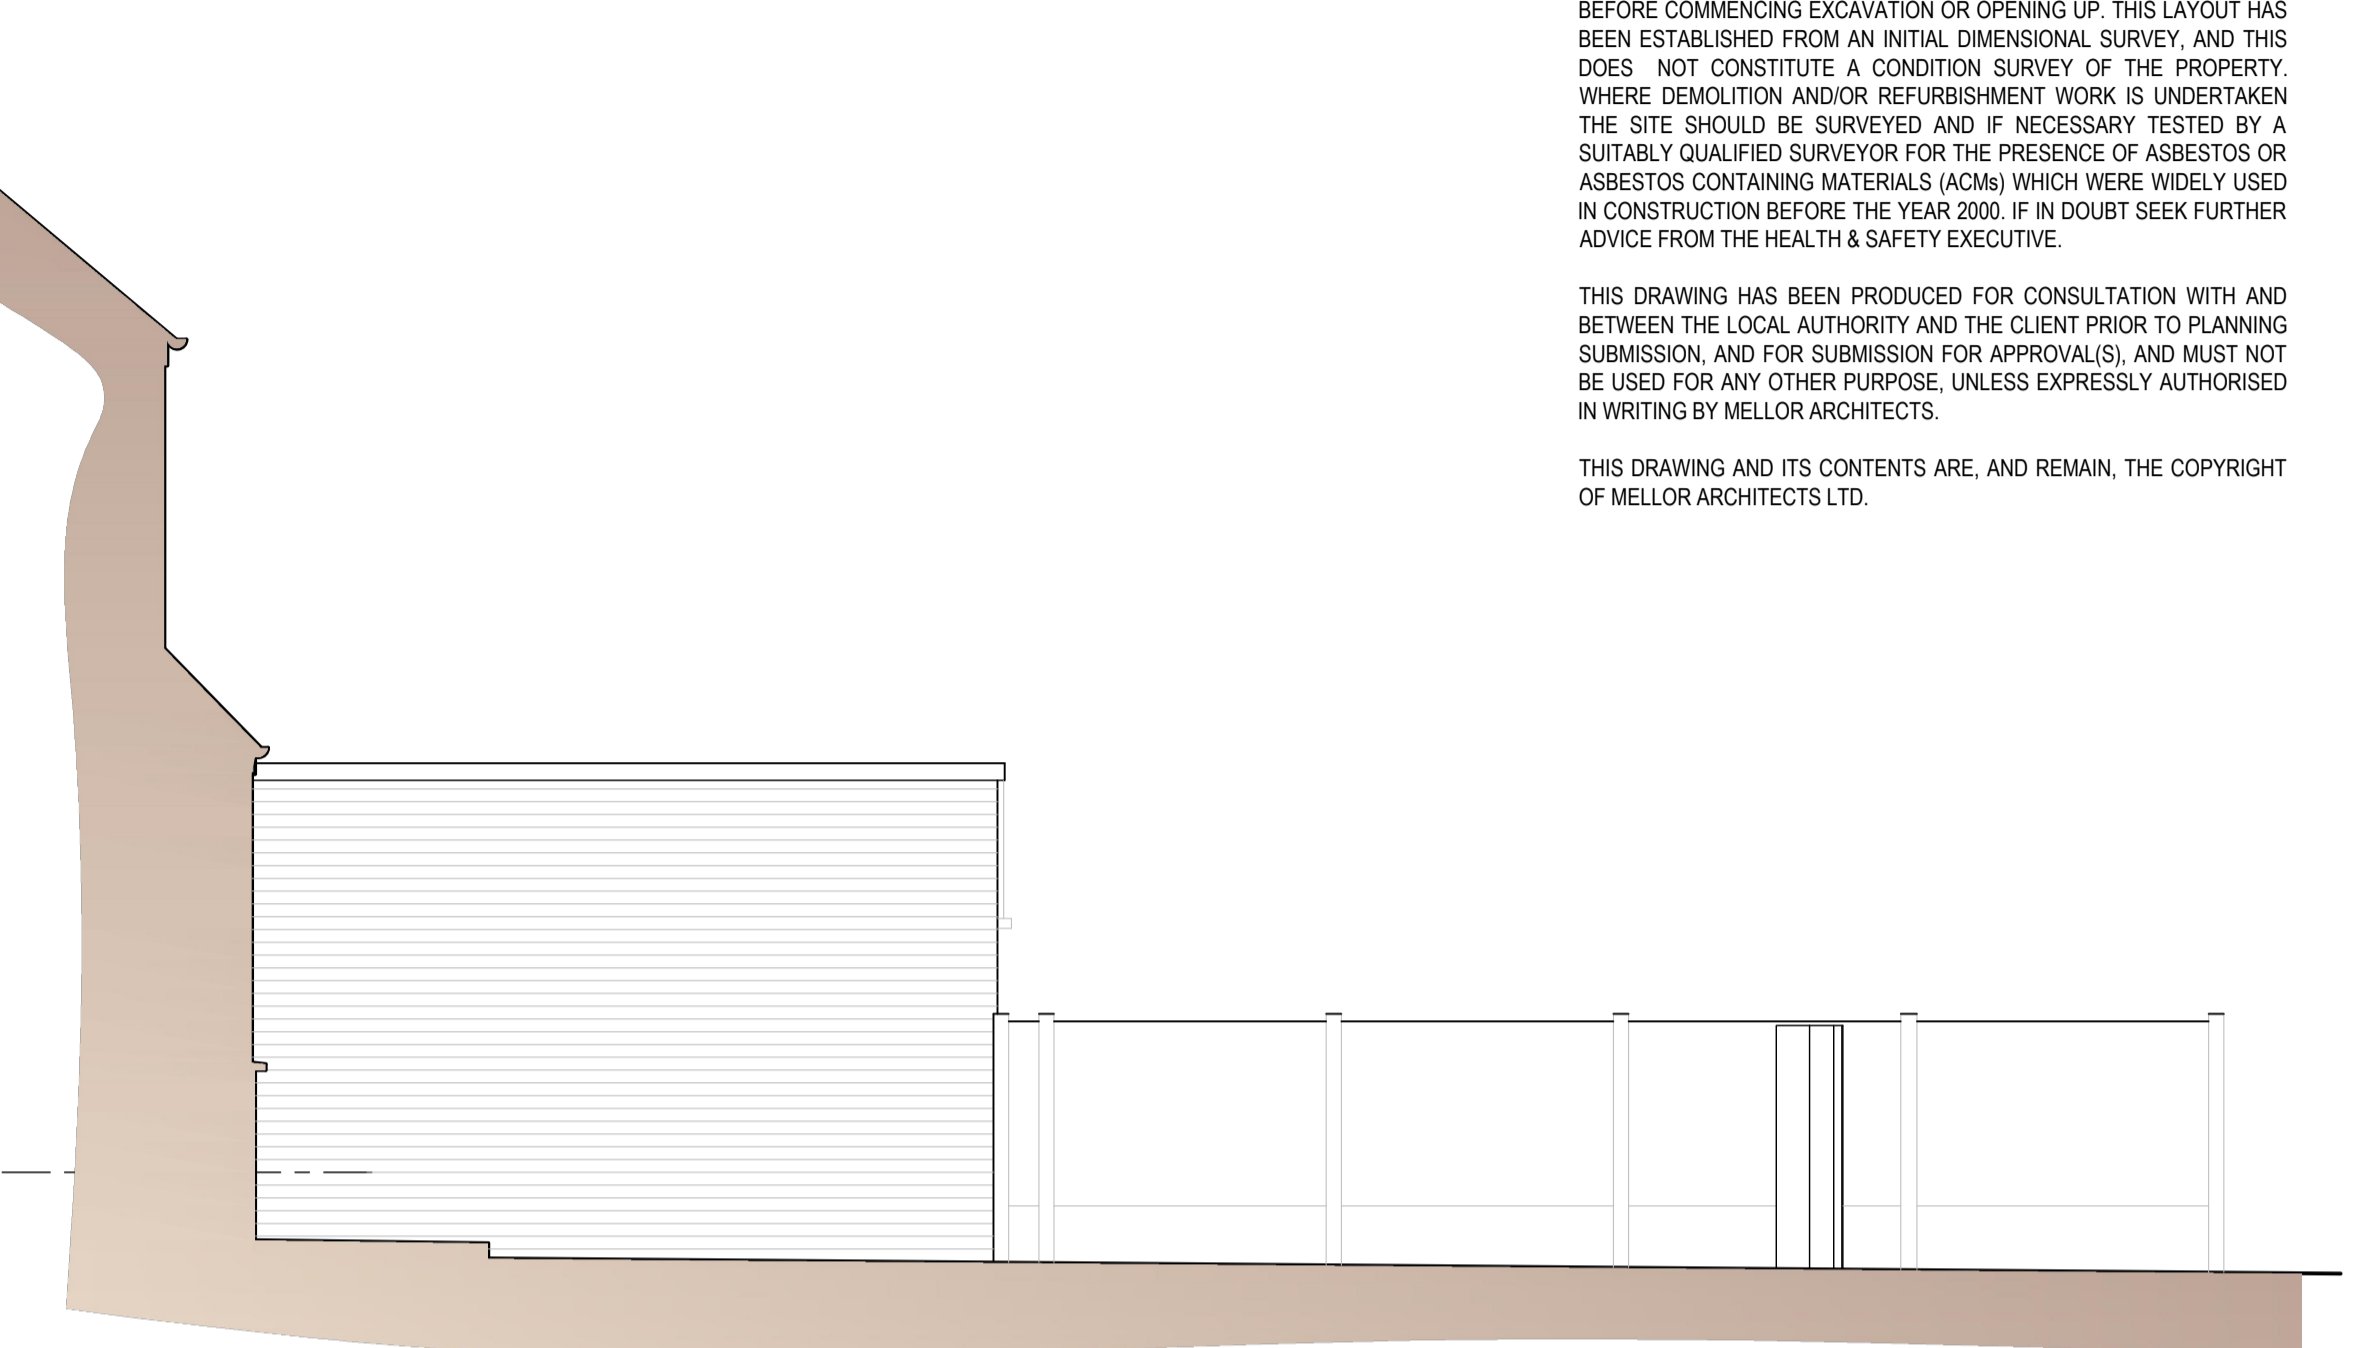 BEFORE COMMENCING EXCAVATION OR OPENING UP. THIS LAYOUT HAS
BEEN ESTABLISHED FROM AN INITIAL DIMENSIONAL SURVEY, AND THIS
DOES NOT CONSTITUTE A CONDITION SURVEY OF THE PROPERTY.
WHERE DEMOLITION AND/OR REFURBISHMENT WORK IS UNDERTAKEN
THE SITE SHOULD BE SURVEYED AND IF NECESSARY TESTED BY A
SUITABLY QUALIFIED SURVEYOR FOR THE PRESENCE OF ASBESTOS OR
ASBESTOS CONTAINING MATERIALS (ACMs) WHICH WERE WIDELY USED
IN CONSTRUCTION BEFORE THE YEAR 2000. IF IN DOUBT SEEK FURTHER
ADVICE FROM THE HEALTH & SAFETY EXECUTIVE.

THIS DRAWING HAS BEEN PRODUCED FOR CONSULTATION WITH AND
BETWEEN THE LOCAL AUTHORITY AND THE CLIENT PRIOR TO PLANNING
SUBMISSION, AND FOR SUBMISSION FOR APPROVAL(S), AND MUST NOT
BE USED FOR ANY OTHER PURPOSE, UNLESS EXPRESSLY AUTHORISED
IN WRITING BY MELLOR ARCHITECTS.

THIS DRAWING AND ITS CONTENTS ARE, AND REMAIN, THE COPYRIGHT
OF MELLOR ARCHITECTS LTD.